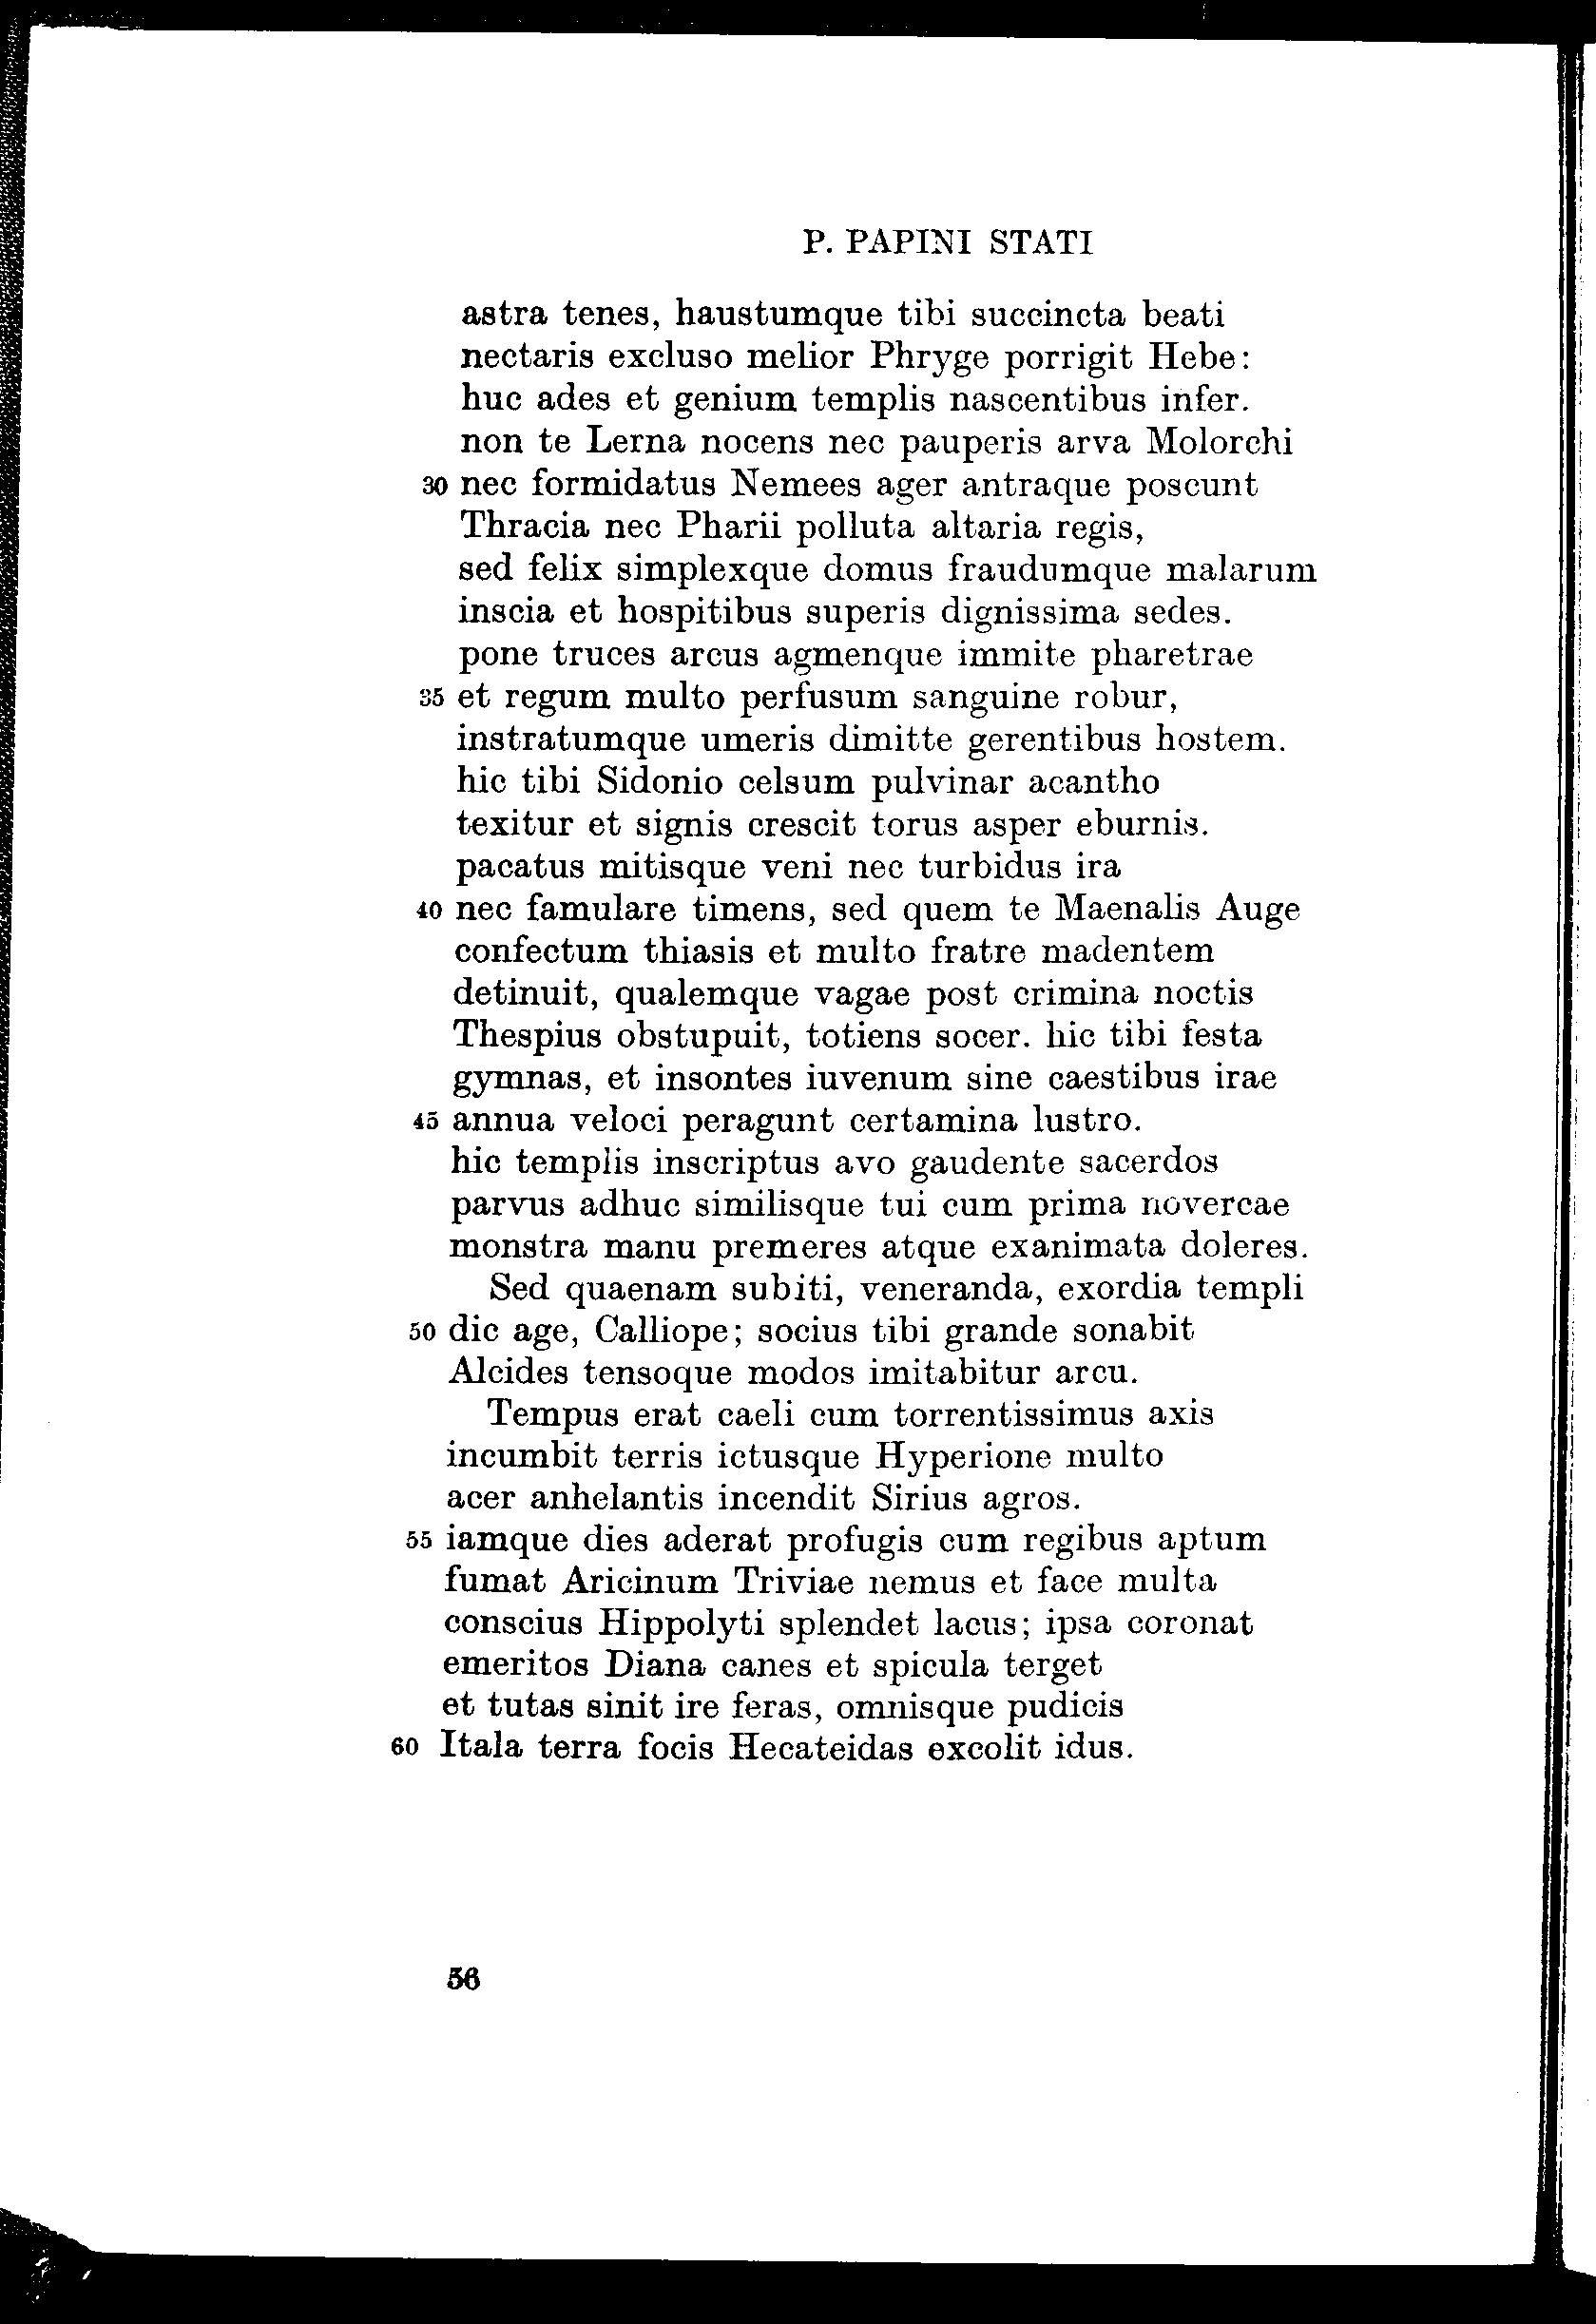 P. PAPINI STATI
astra tenes, haustumque tibi succincta beati
nectaris excluso melior Phryge porrigit Hebe:
huc ades et genium templis nascentibus infer.
non te Lerna nocens nec pauperis arva Molorchi
30 nec formidatus Nemees ager antraque poscunt
Thracia nec Pharii polluta altaria regis,
sed felix simplexque domus fraudumque malarum
inscia et hospitibus superis dignissima sedes.
pone truces arcus agmenque immite pharetrae
35 et regum multo perfusum sanguine robur,
instratumque umeris dimitte gerentibus hostem.
hic tibi Sidonio celsum pulvinar acantho
texitur et signis crescit torus asper eburnis.
pacatus mitisque veni nec turbidus ira
40 nec famulare timens, sed quem te Maenalis Auge
confectum thiasis et multo fratre madentem
detinuit, qualemque vagae post crimina noctis
Thespius obstupuit, totiens socer. hic tibi festa
gymnas, et insontes iuvenum sine caestibus irae
45 annua veloci peragunt certamina lustro.
hic templis inscriptus avo gaudente sacerdos
parvus adhuc similisque tui cum prima novercae
monstra manu premeres atque exanimata doleres.
Sed quaenam subiti, veneranda, exordia templi
50 dic age, Calliope; socius tibi grande sonabit
Alcides tensoque modos imitabitur arcu.
Tempus erat caeli cum torrentissimus axis
incumbit terris ictusque Hyperione multo
acer anhelantis incendit Sirius agros.
55 iamque dies aderat profugis cum regibus aptum
fumat Aricinum Triviae nemus et face multa
conscius Hippolyti splendet lacus; ipsa coronat
emeritos Diana canes et spicula terget
et tutas sinit ire feras, omnisque pudicis
60 Itala terra focis Hecateidas excolit idus.
56